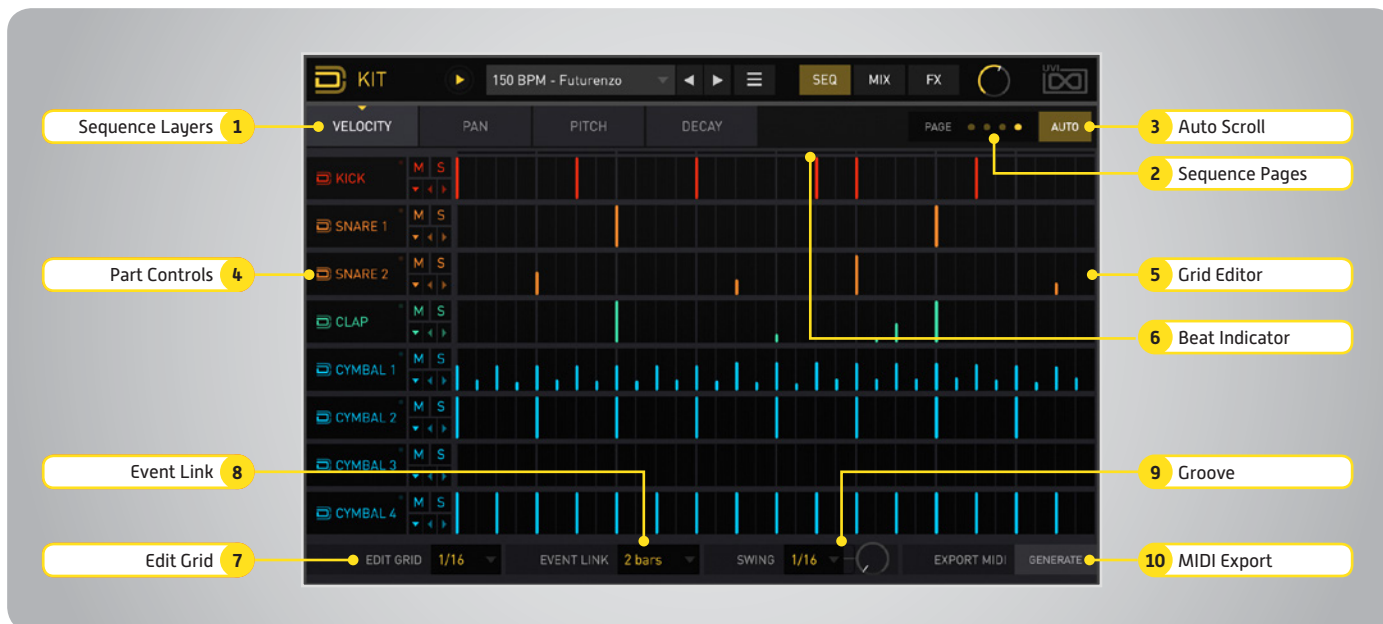 KIT 150 BPM - Futurenzo SEQ MIX FX UVI
Sequence Layers 1 VELOCITY PAN PITCH DECAY PAGE AUTO 3 Auto Scroll
2 Sequence Pages
KICK M S
SNARE 1 M S
Part Controls 4 SNARE 2 M S 5 Grid Editor
CLAP M S
6 Beat Indicator
CYMBAL 1 M S
CYMBAL 2 M S
Event Link 8 CYMBAL 3 M S 9 Groove
CYMBAL 4 M S
Edit Grid 7 EDIT GRID 1/16 EVENT LINK 2 bars SWING 1/16 EXPORT MIDI GENERATE 10 MIDI Export